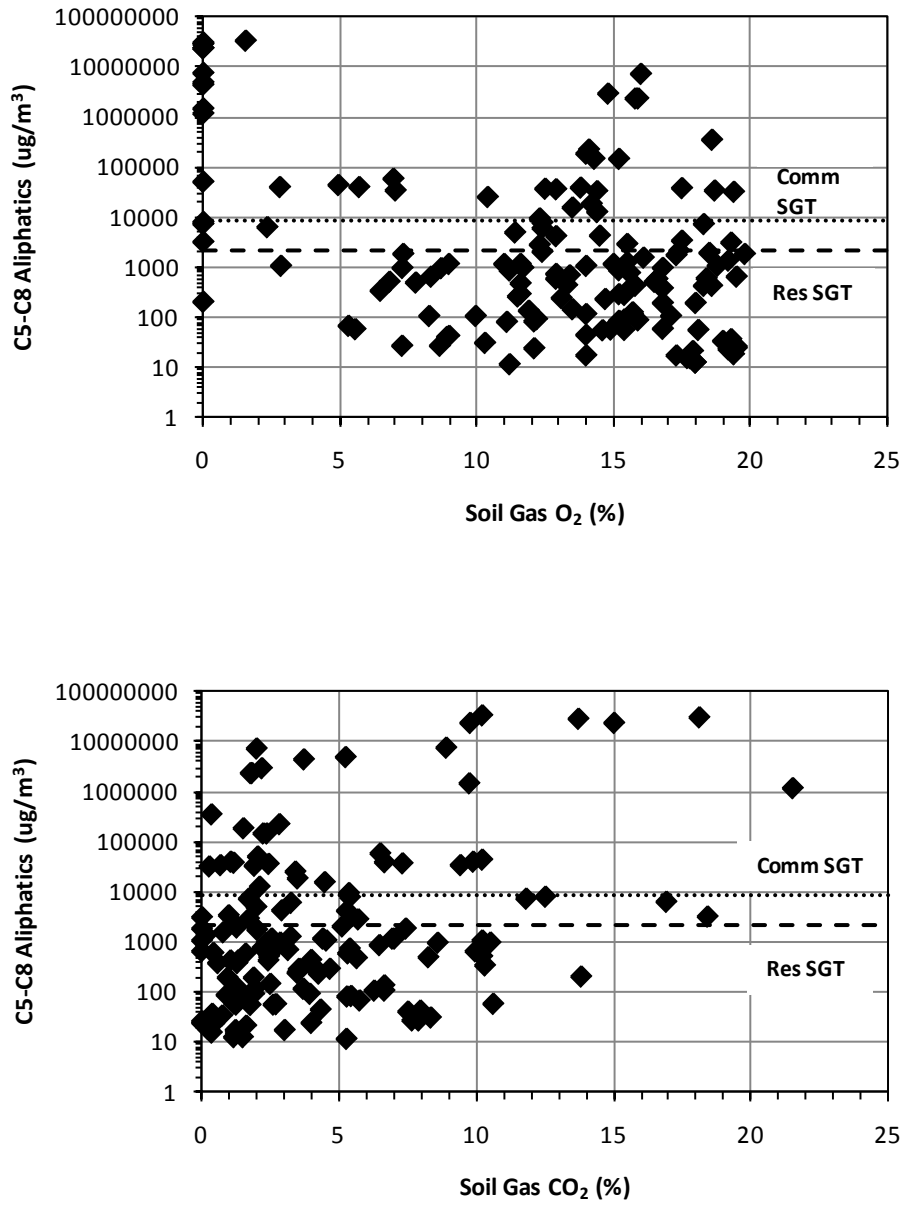 100000000
10000000
1000000
100000
10000
1000
100
10
1
C5-C8 Aliphatics (ug/m³)
Comm
SGT
Res SGT
0 5 10 15 20 25
Soil Gas O₂ (%)
100000000
10000000
1000000
100000
10000
1000
100
10
1
C5-C8 Aliphatics (ug/m³)
Comm SGT
Res SGT
0 5 10 15 20 25
Soil Gas CO₂ (%)